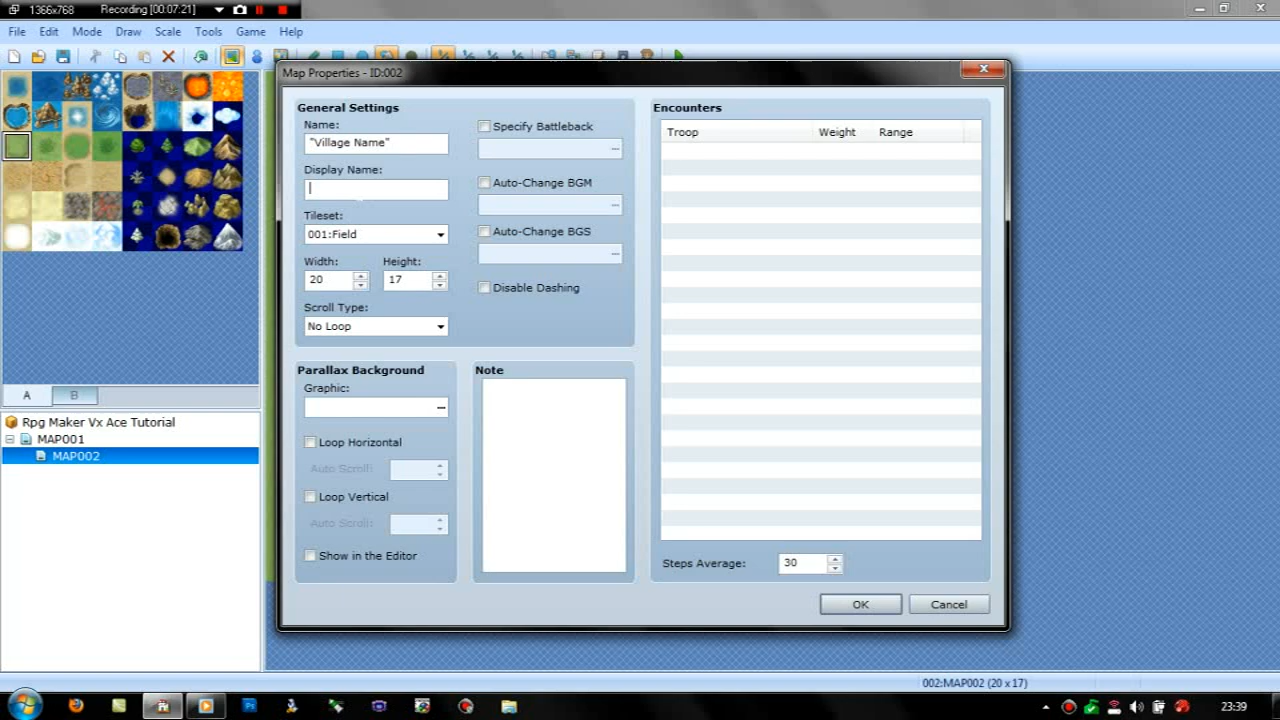 1366x768 Recording [00:07:21]
File Edit Mode Draw Scale Tools Game Help
Map Properties - ID:002
General Settings
Name:
"Village Name"
Display Name:
Tileset:
001:Field
Width: Height:
20 17
Scroll Type:
No Loop
Specify Battleback
...
Auto-Change BGM
...
Auto-Change BGS
...
Disable Dashing
Parallax Background
Graphic:
...
Loop Horizontal
Auto Scroll:
Loop Vertical
Auto Scroll:
Show in the Editor
Note
Encounters
Troop Weight Range
Steps Average: 30
OK Cancel
A B
Rpg Maker Vx Ace Tutorial
MAP001
MAP002
002:MAP002 (20 x 17)
23:39